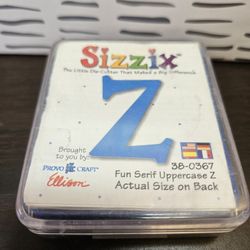 Sizzix™
The Little Die-Cutter That Makes A Big Difference.
Z
Brought
to you by:
PROVO CRAFT
Ellison
38-0367
Fun Serif Uppercase Z
Actual Size on Back